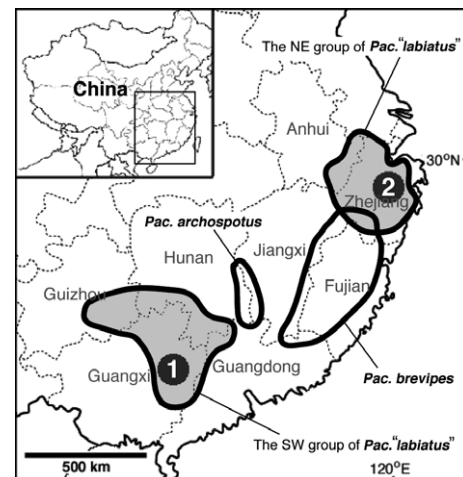 China
The NE group of Pac."labiatus"
Anhui
30°N
2
Zhejiang
Pac. archospotus
Hunan
Jiangxi
Guizhou
Fujian
1
Guangxi
Guangdong
Pac. brevipes
The SW group of Pac."labiatus"
500 km
120°E